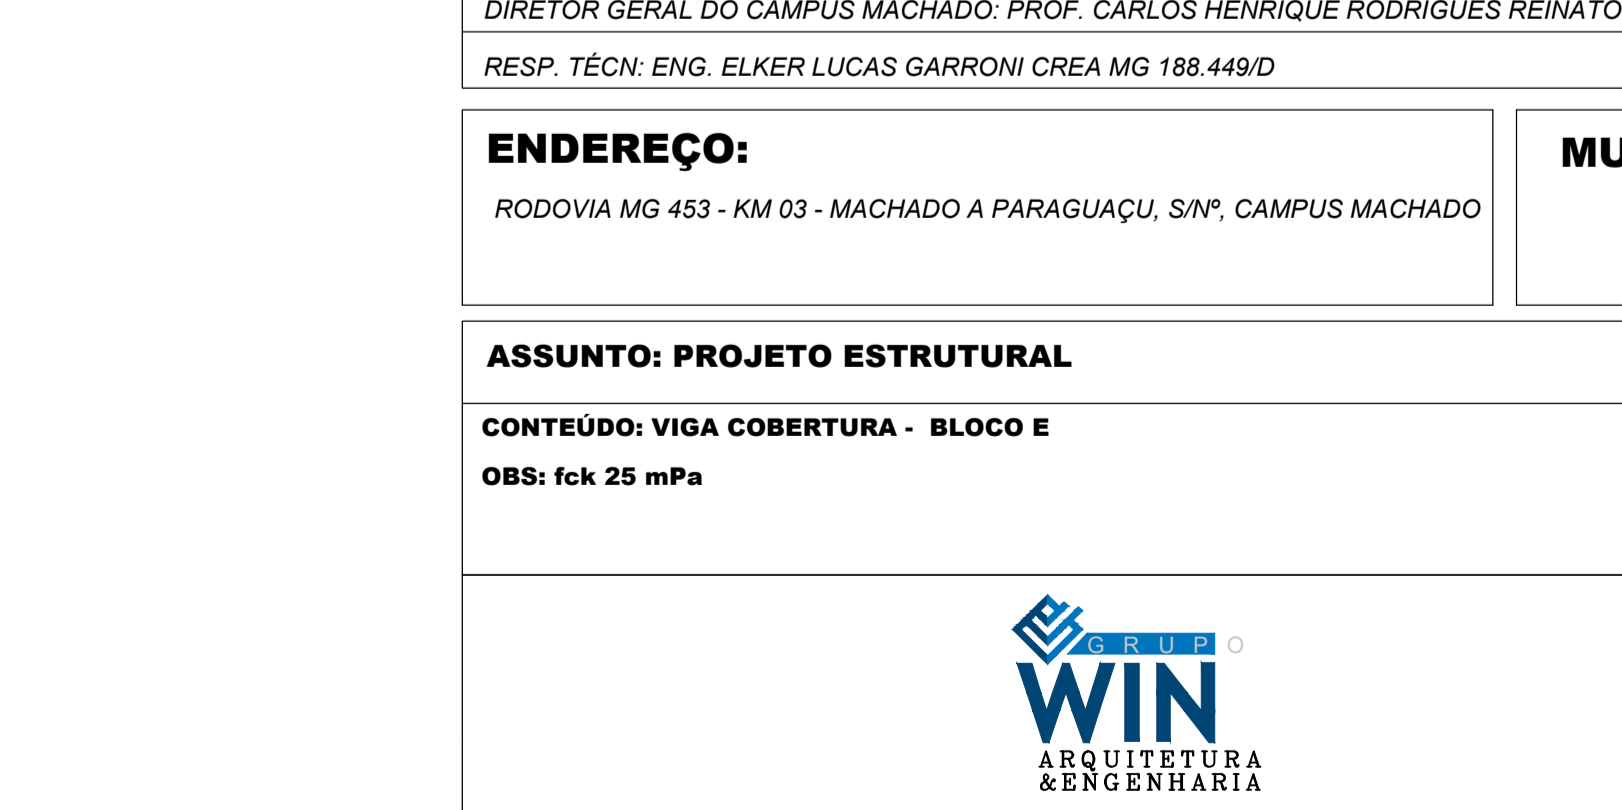 DIRETOR GERAL DO CAMPUS MACHADO: PROF. CARLOS HENRIQUE RODRIGUES REINATO
RESP. TÉCN: ENG. ELKER LUCAS GARRONI CREA MG 188.449/D
ENDEREÇO:
RODOVIA MG 453 - KM 03 - MACHADO A PARAGUAÇU, S/Nº, CAMPUS MACHADO
MU
ASSUNTO: PROJETO ESTRUTURAL
CONTEÚDO: VIGA COBERTURA -  BLOCO E
OBS: fck 25 mPa
GRUPO
WIN
ARQUITETURA
&ENGENHARIA